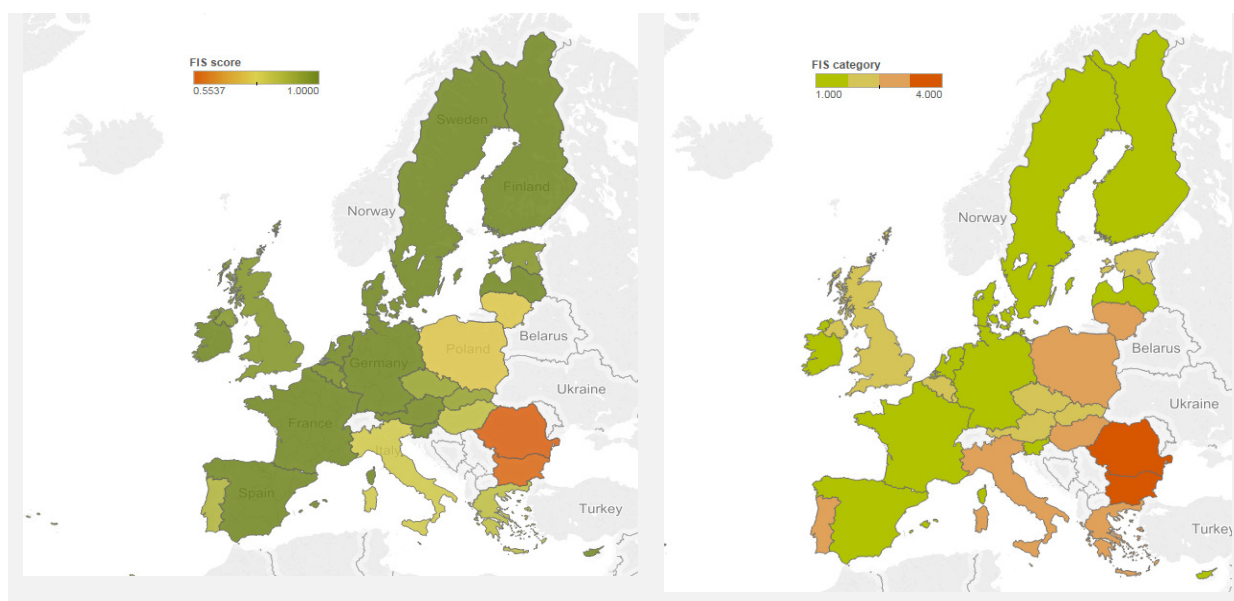 FIS score
0.5537 1.0000
Sweden
Finland
Norway
Belarus
Poland
Germany
Ukraine
France
Italy
Spain
Turkey
FIS category
1.000 4.000
Norway
Belarus
Ukraine
Turkey